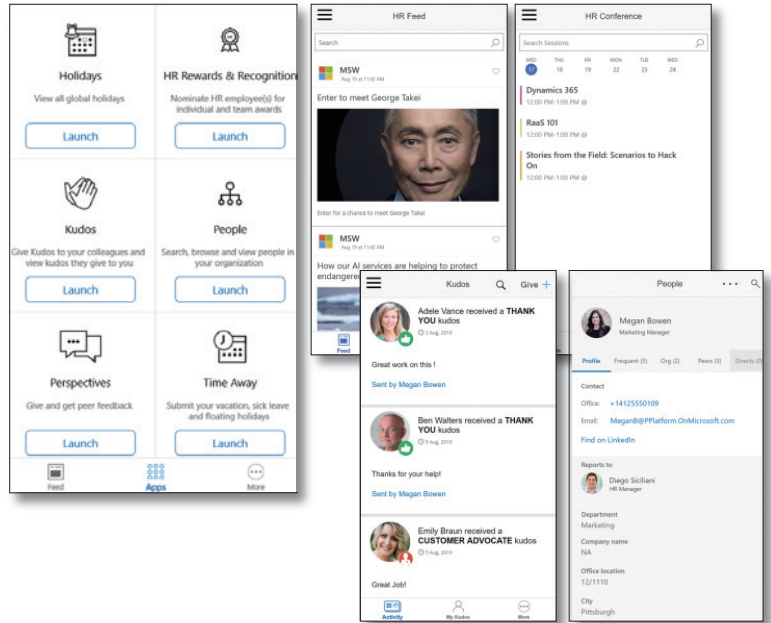 Holidays
View all global holidays
Launch
HR Rewards & Recognition
Nominate HR employee(s) for
individual and team awards
Launch
Kudos
Give Kudos to your colleagues and
view kudos they give to you
Launch
People
Search, browse and view people in
your organization
Launch
Perspectives
Give and get peer feedback
Launch
Time Away
Submit your vacation, sick leave
and floating holidays
Launch
Feed
Apps
More
HR Feed
Search
MSW
Aug 19 at 11:42 AM
Enter to meet George Takei
Enter for a chance to meet George Takei
MSW
Aug 19 at 11:42 AM
How our AI services are helping to protect
endangered
Feed
HR Conference
Search Sessions
WED THU FRI MON TUE WED
17 18 19 22 23 24
Dynamics 365
12:00 PM-1:00 PM @
RaaS 101
12:00 PM-1:00 PM @
Stories from the Field: Scenarios to Hack
On
12:00 PM-1:00 PM @
Kudos
Give +
Adele Vance received a THANK
YOU kudos
2 Aug, 2019
Great work on this !
Sent by Megan Bowen
Ben Walters received a THANK
YOU kudos
5 Aug, 2019
Thanks for your help!
Sent by Megan Bowen
Emily Braun received a
CUSTOMER ADVOCATE kudos
5 Aug, 2019
Great Job!
Activity
My Kudos
More
People
Megan Bowen
Marketing Manager
Profile Frequent (5) Org (2) Peers (3) Directs (0)
Contact
Office: +14125550109
Email: MeganB@PPlatform.OnMicrosoft.com
Find on LinkedIn
Reports to
Diego Siciliani
HR Manager
Department
Marketing
Company name
NA
Office location
12/1110
City
Pittsburgh